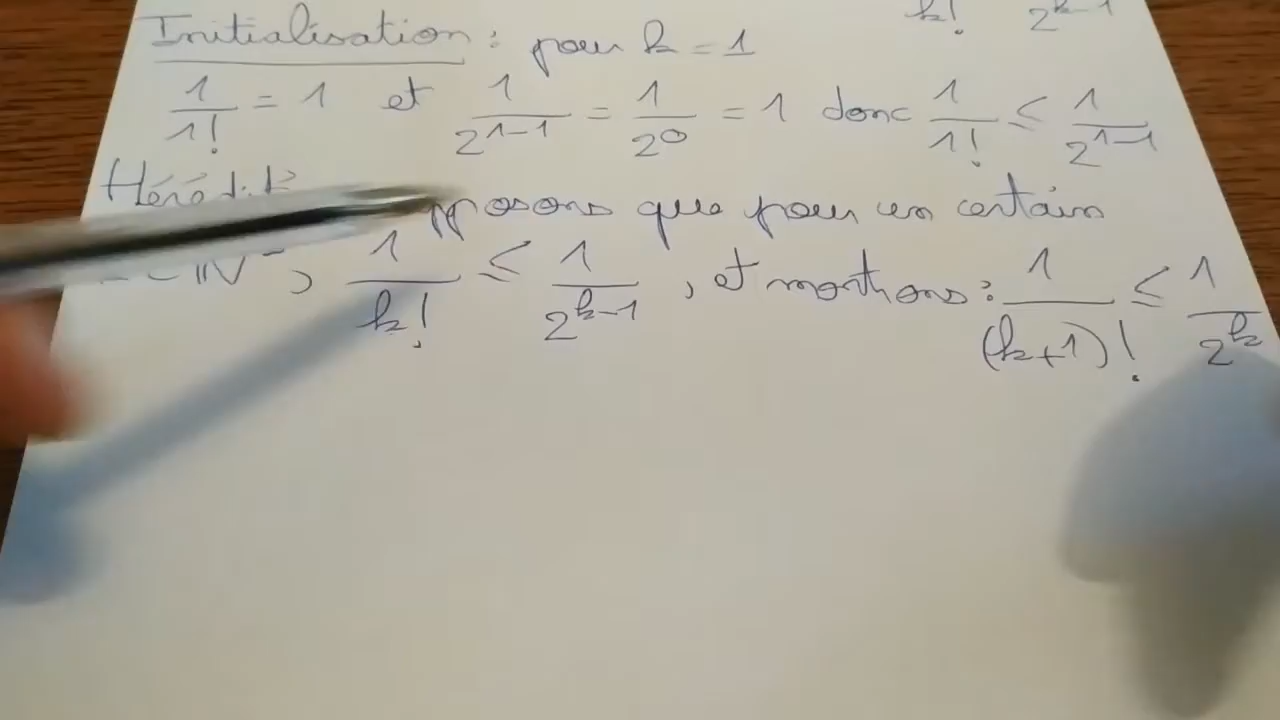 k! 2^{k-1}
Initialisation : pour k = 1
1/1! = 1 et 1/2^{1-1} = 1/2^0 = 1 donc 1/1! ≤ 1/2^{1-1}
que pour un certain
, 1/k! ≤ 1/2^{k-1} , et montrons : 1/(k+1)! ≤ 1/2^k